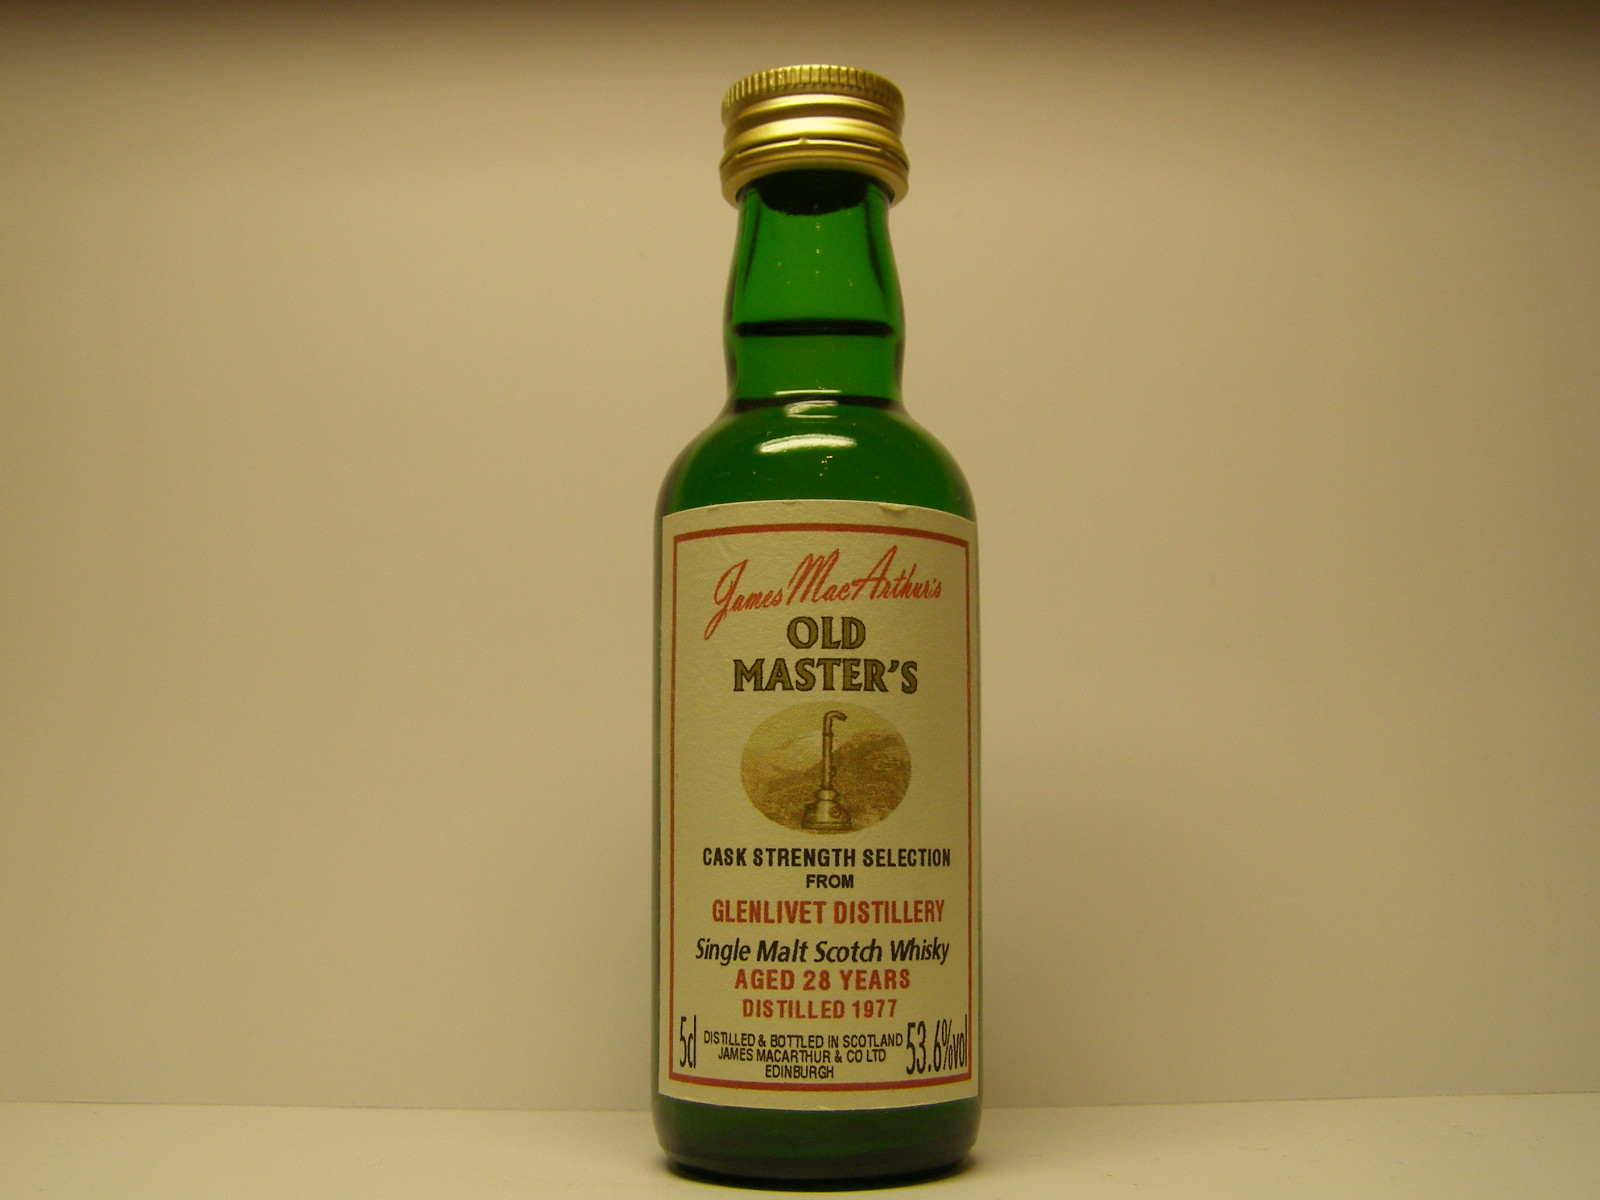 James MacArthur's
OLD
MASTER'S
CASK STRENGTH SELECTION
FROM
GLENLIVET DISTILLERY
Single Malt Scotch Whisky
AGED 28 YEARS
DISTILLED 1977
5cl
DISTILLED & BOTTLED IN SCOTLAND
JAMES MACARTHUR & CO LTD
EDINBURGH
53.6%vol